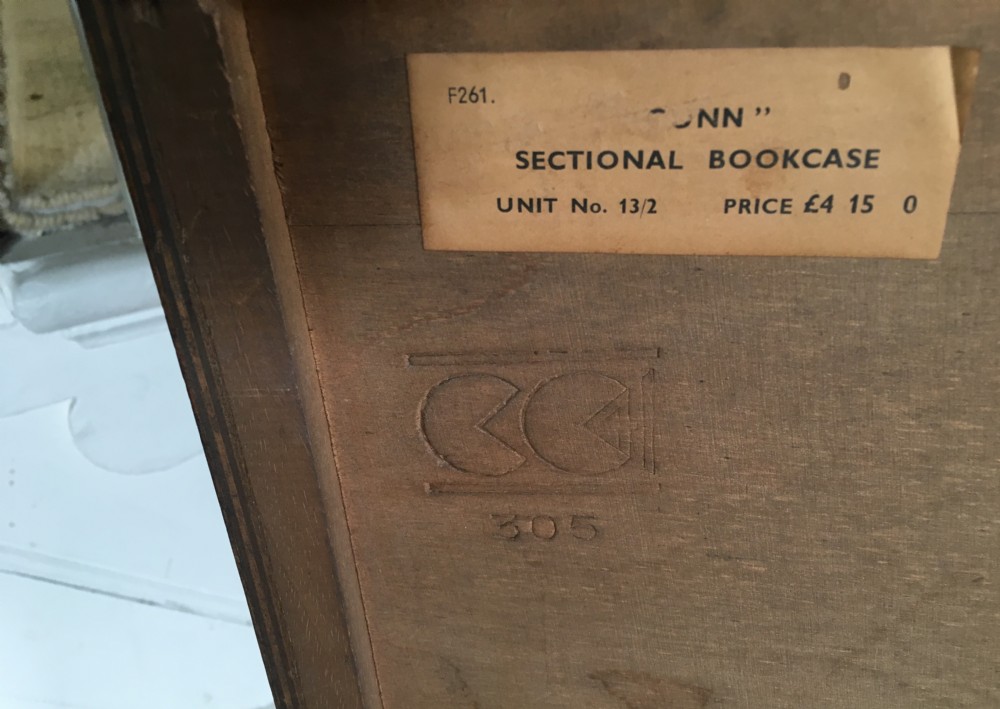 F261.
SECTIONAL BOOKCASE
UNIT No. 13/2 PRICE £4 15 0
305